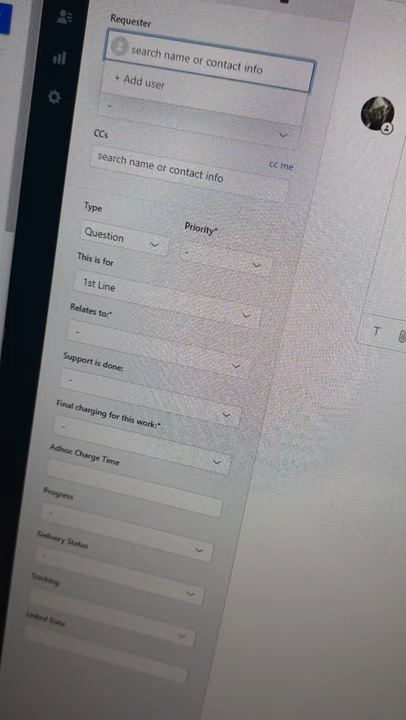 Requester
search name or contact info
+ Add user
-
CCs
cc me
search name or contact info
Type
Priority*
Question
-
This is for
1st Line
Relates to:*
-
Support is done:
-
Final charging for this work:*
-
Adhoc Charge Time
Progress
-
Delivery Status
-
Tracking
Linked Data
T